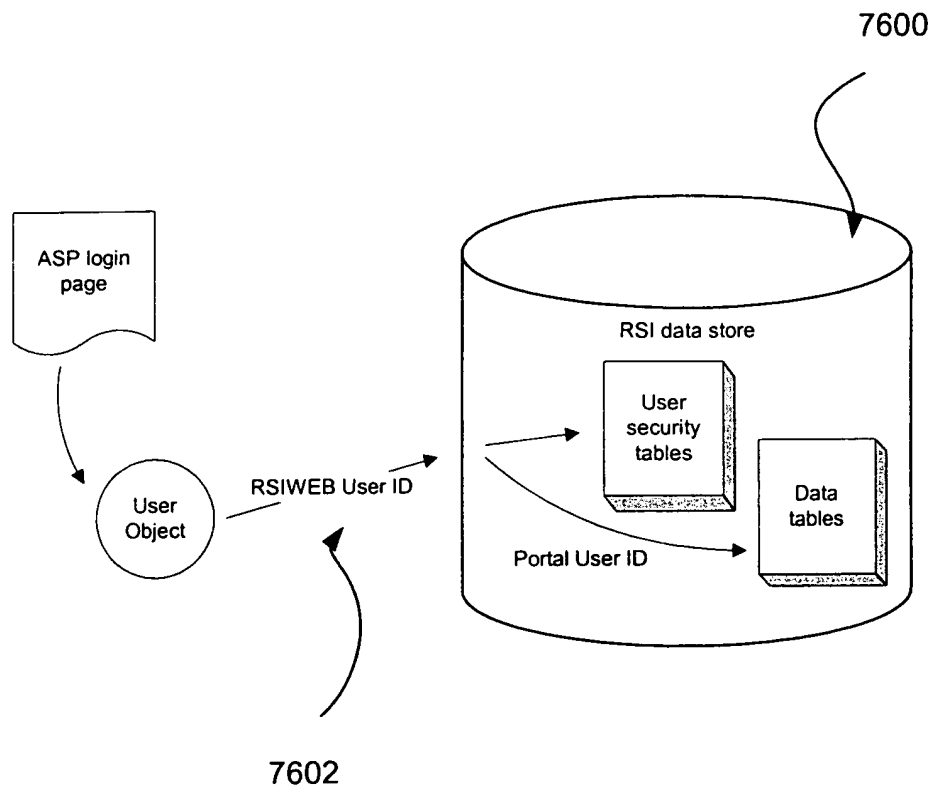 7600
ASP login
page
RSI data store
User
security
tables
RSIWEB User ID
User
Object
Data
tables
Portal User ID
7602